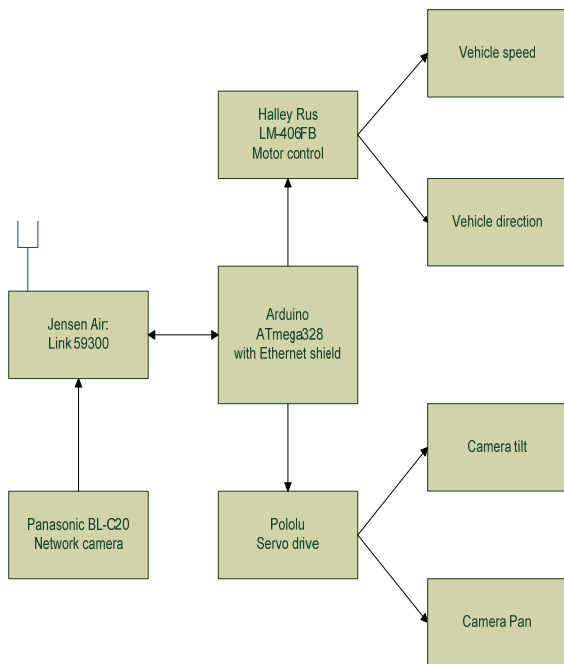 Vehicle speed
Halley Rus
LM-406FB
Motor control
Vehicle direction
Jensen Air:
Link 59300
Arduino
ATmega328
with Ethernet shield
Camera tilt
Panasonic BL-C20
Network camera
Pololu
Servo drive
Camera Pan